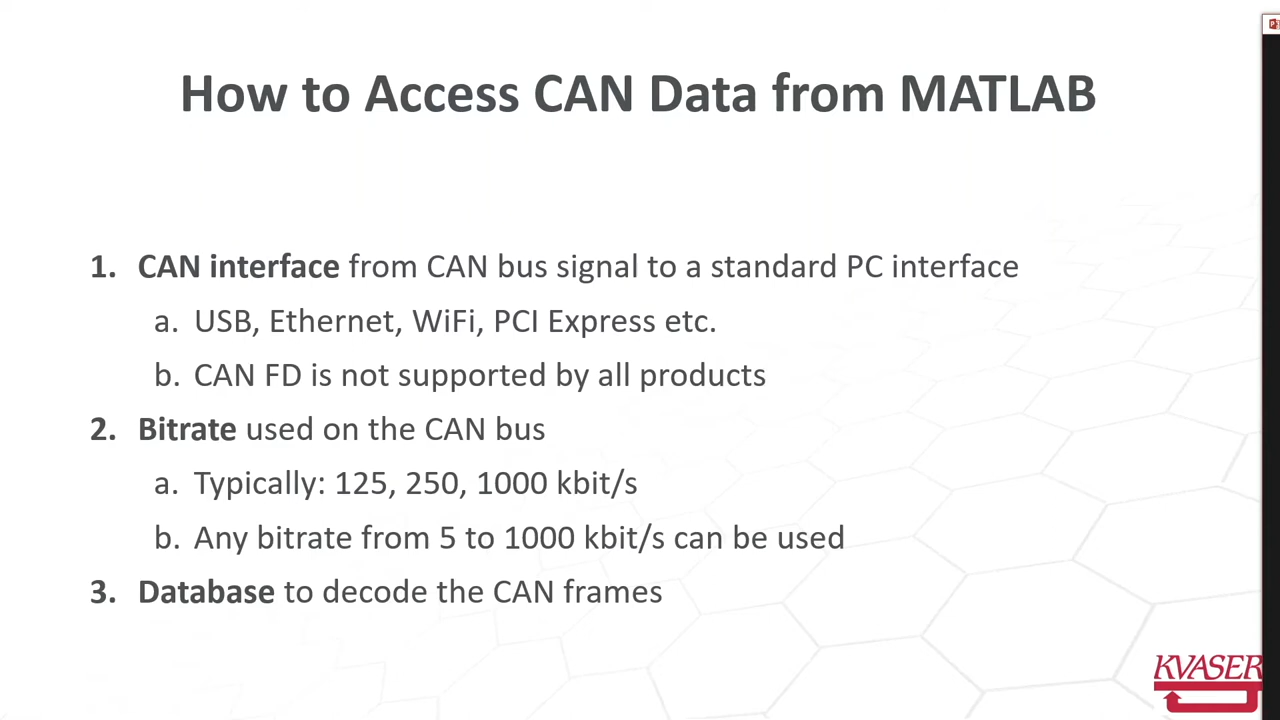 How to Access CAN Data from MATLAB
1. CAN interface from CAN bus signal to a standard PC interface
a. USB, Ethernet, WiFi, PCI Express etc.
b. CAN FD is not supported by all products
2. Bitrate used on the CAN bus
a. Typically: 125, 250, 1000 kbit/s
b. Any bitrate from 5 to 1000 kbit/s can be used
3. Database to decode the CAN frames
KVASER